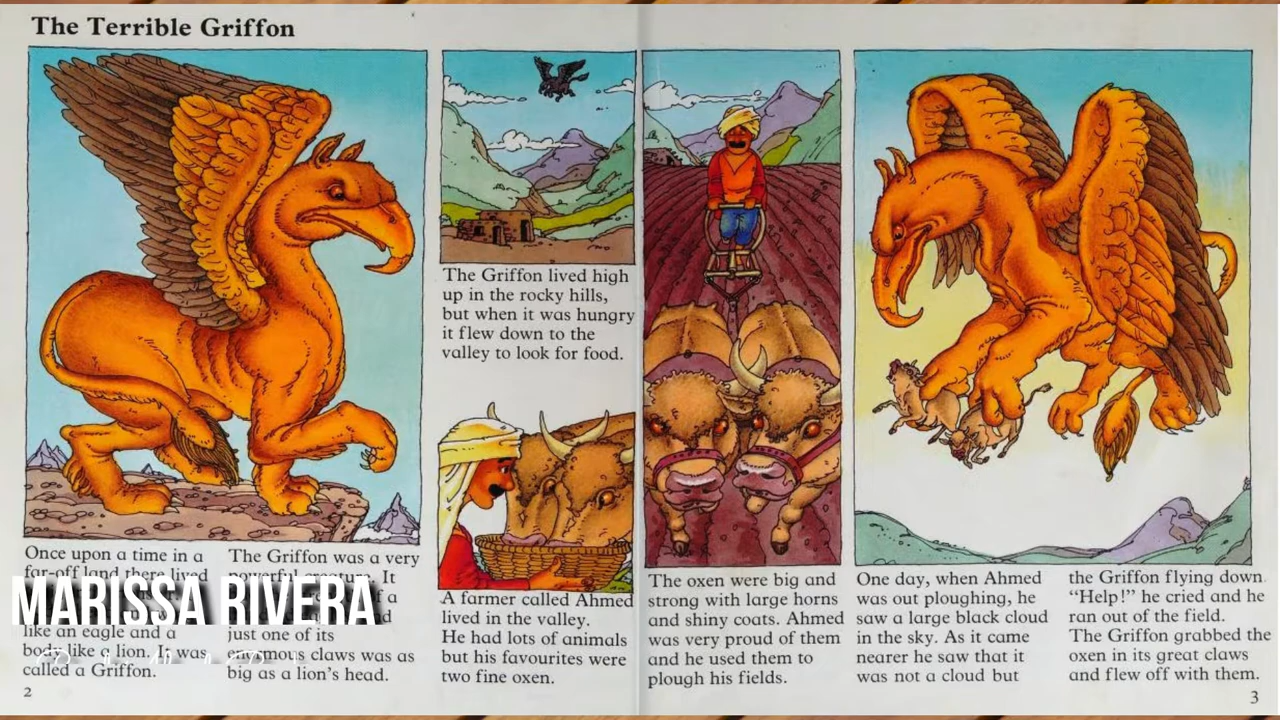 The Terrible Griffon
Once upon a time in a
far-off land there lived
like an eagle and a
body like a lion. It was
called a Griffon.
The Griffon was a very
powerful creature. It
just one of its
enormous claws was as
big as a lion's head.
MARISSA RIVERA
The Griffon lived high
up in the rocky hills,
but when it was hungry
it flew down to the
valley to look for food.
A farmer called Ahmed
lived in the valley.
He had lots of animals
but his favourites were
two fine oxen.
2
The oxen were big and
strong with large horns
and shiny coats. Ahmed
was very proud of them
and he used them to
plough his fields.
One day, when Ahmed
was out ploughing, he
saw a large black cloud
in the sky. As it came
nearer he saw that it
was not a cloud but
the Griffon flying down.
"Help!" he cried and he
ran out of the field.
The Griffon grabbed the
oxen in its great claws
and flew off with them.
3